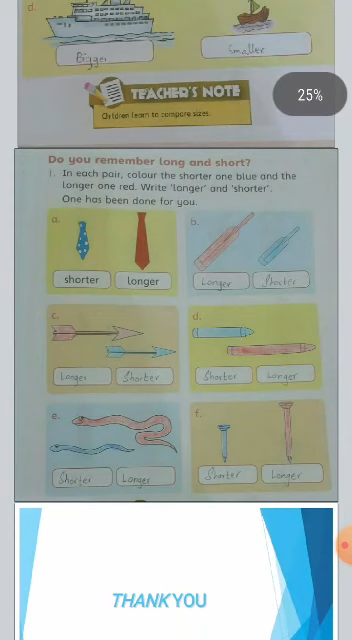 d.
Bigger
Smaller
25%
TEACHER'S NOTE
Children learn to compare sizes.
Do you remember long and short?
1. In each pair, colour the shorter one blue and the
longer one red. Write 'longer' and 'shorter'.
One has been done for you.
a.
shorter
longer
b.
Longer
Shorter
c.
Longer
Shorter
d.
Shorter
Longer
e.
Shorter
Longer
f.
Shorter
Longer
THANK YOU